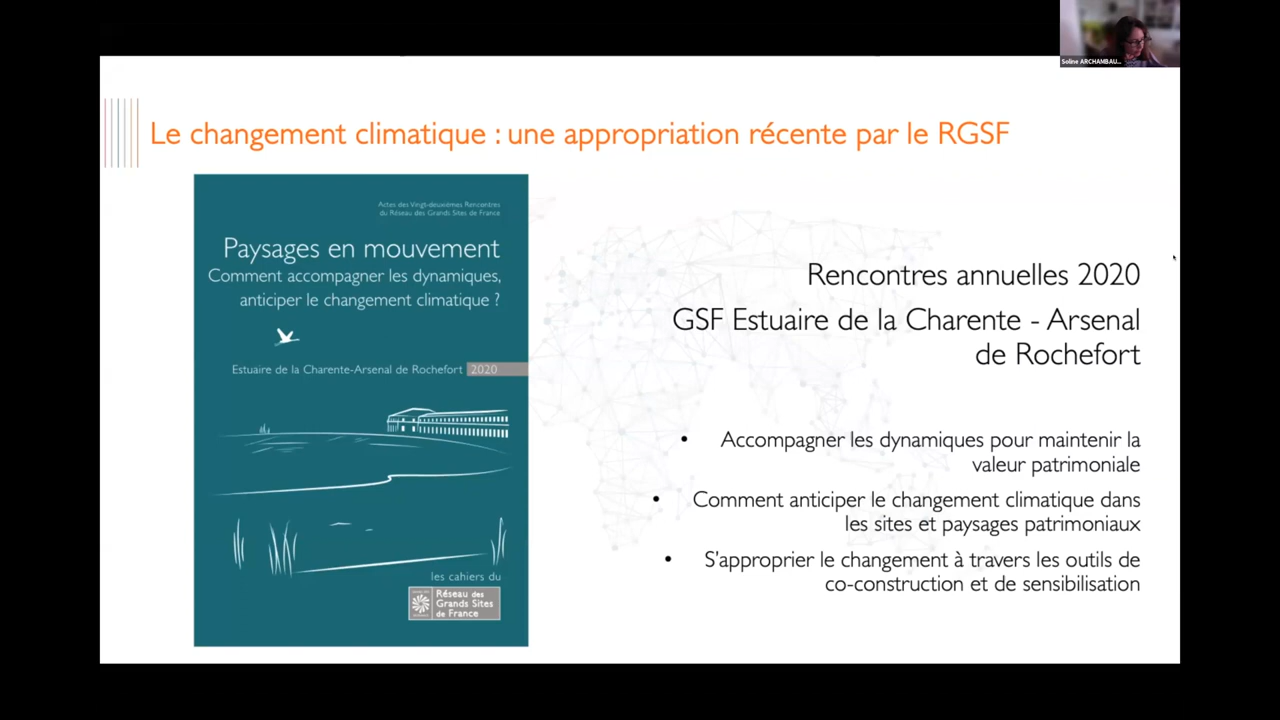 Soline ARCHAMBAU...
Le changement climatique : une appropriation récente par le RGSF
Actes des Vingt-deuxièmes Rencontres
du Réseau des Grands Sites de France
Paysages en mouvement
Comment accompagner les dynamiques,
anticiper le changement climatique ?
Estuaire de la Charente-Arsenal de Rochefort 2020
les cahiers du
Réseau des
Grands Sites
de France
Rencontres annuelles 2020
GSF Estuaire de la Charente - Arsenal
de Rochefort
• Accompagner les dynamiques pour maintenir la
valeur patrimoniale
• Comment anticiper le changement climatique dans
les sites et paysages patrimoniaux
• S’approprier le changement à travers les outils de
co-construction et de sensibilisation